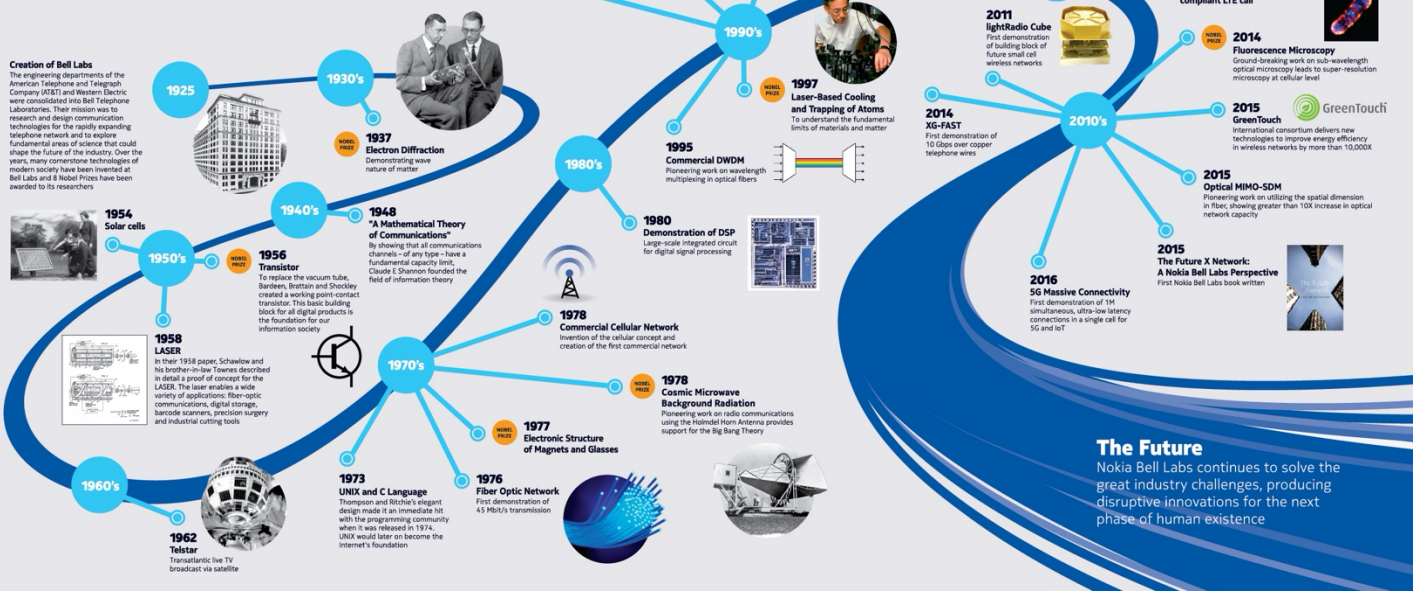 Creation of Bell Labs
The engineering departments of the
American Telephone and Telegraph
Company (AT&T) and Western Electric
were consolidated into Bell Telephone
Laboratories. Their mission was to
research and design communication
technologies for the rapidly expanding
telephone network and to explore
fundamental areas of science that could
shape the future of the industry. Over the
years, many cornerstone technologies of
modern society have been invented at
Bell Labs and 8 Nobel Prizes have been
awarded to its researchers
1925
1930's
NOBEL
PRIZE
1937
Electron Diffraction
Demonstrating wave
nature of matter
1940's
1948
"A Mathematical Theory
of Communications"
By showing that all communications
channels – of any type – have a
fundamental capacity limit,
Claude E Shannon founded the
field of information theory
1954
Solar cells
1950's
NOBEL
PRIZE
1956
Transistor
To replace the vacuum tube,
Bardeen, Brattain and Shockley
created a working point-contact
transistor. This basic building
block for all digital products is
the foundation for our
information society
1958
LASER
In their 1958 paper, Schawlow and
his brother-in-law Townes described
in detail a proof of concept for the
LASER. The laser enables a wide
variety of applications: fiber-optic
communications, digital storage,
barcode scanners, precision surgery
and industrial cutting tools
1960's
1962
Telstar
Transatlantic live TV
broadcast via satellite
1970's
1973
UNIX and C Language
Thompson and Ritchie's elegant
design made it an immediate hit
with the programming community
when it was released in 1974.
UNIX would later on become the
Internet's foundation
1976
Fiber Optic Network
First demonstration of
45 Mbit/s transmission
NOBEL
PRIZE
1977
Electronic Structure
of Magnets and Glasses
NOBEL
PRIZE
1978
Cosmic Microwave
Background Radiation
Pioneering work on radio communications
using the Holmdel Horn Antenna provides
support for the Big Bang Theory
1978
Commercial Cellular Network
Invention of the cellular concept and
creation of the first commercial network
1980's
1980
Demonstration of DSP
Large-scale integrated circuit
for digital signal processing
1990's
1995
Commercial DWDM
Pioneering work on wavelength
multiplexing in optical fibers
NOBEL
PRIZE
1997
Laser-Based Cooling
and Trapping of Atoms
To understand the fundamental
limits of materials and matter
2011
lightRadio Cube
First demonstration
of building block of
future small cell
wireless networks
2014
XG-FAST
First demonstration of
10 Gbps over copper
telephone wires
2010's
compliant LTE call
NOBEL
PRIZE
2014
Fluorescence Microscopy
Ground-breaking work on sub-wavelength
optical microscopy leads to super-resolution
microscopy at cellular level
2015
GreenTouch
International consortium delivers new
technologies to improve energy efficiency
in wireless networks by more than 10,000X
GreenTouch
2015
Optical MIMO-SDM
Pioneering work on utilizing the spatial dimension
in fiber, showing greater than 10X increase in optical
network capacity
2015
The Future X Network:
A Nokia Bell Labs Perspective
First Nokia Bell Labs book written
2016
5G Massive Connectivity
First demonstration of 1M
simultaneous, ultra-low latency
connections in a single cell for
5G and IoT
The Future
Nokia Bell Labs continues to solve the
great industry challenges, producing
disruptive innovations for the next
phase of human existence